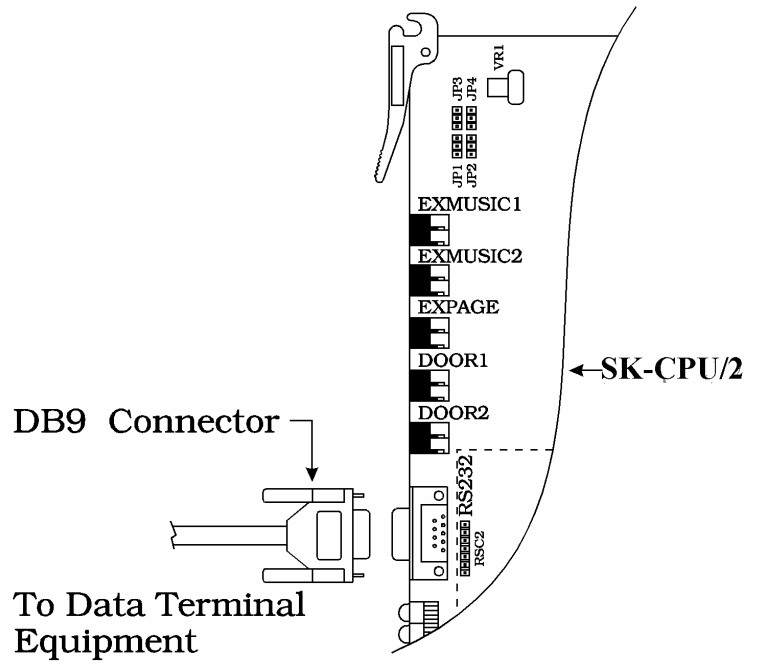 VR1
JP3
JP4
JP1
JP2
EXMUSIC1
EXMUSIC2
EXPAGE
DOOR1
SK-CPU/2
DOOR2
DB9 Connector
RS232
RSC2
To Data Terminal
Equipment